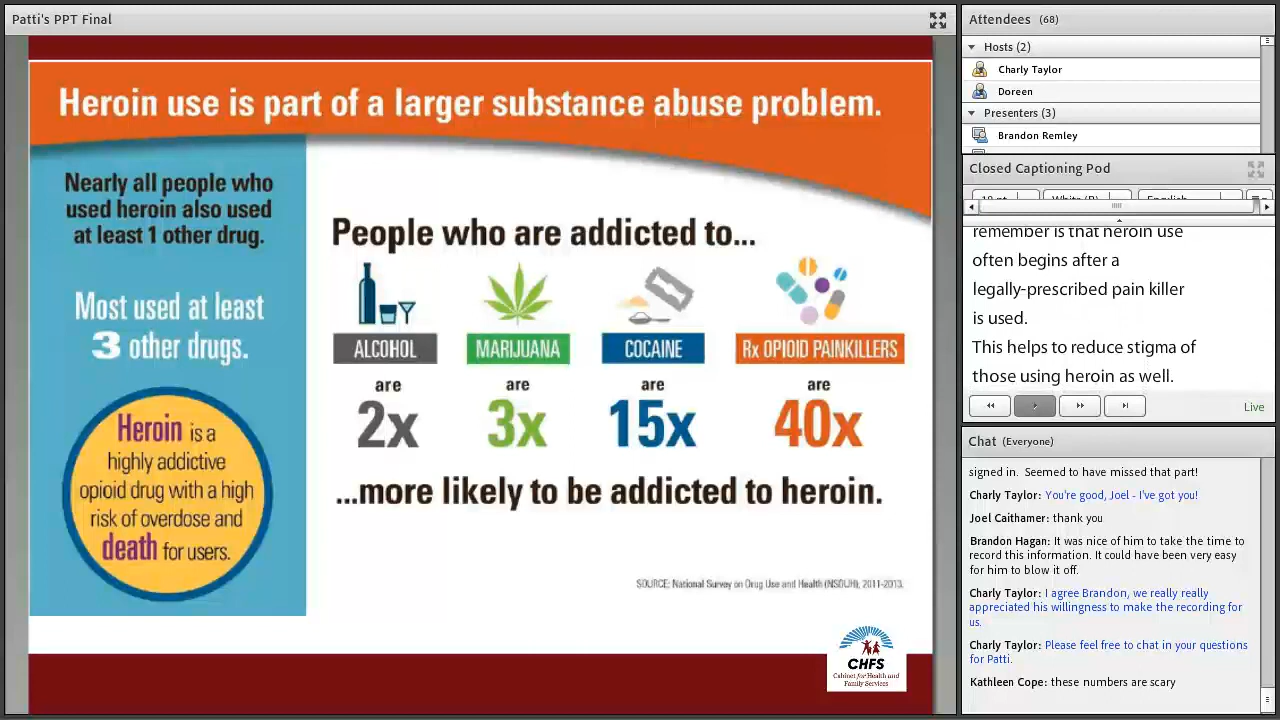 Patti's PPT Final
Heroin use is part of a larger substance abuse problem.
Nearly all people who
used heroin also used
at least 1 other drug.
Most used at least
3 other drugs.
Heroin is a
highly addictive
opioid drug with a high
risk of overdose and
death for users.
People who are addicted to...
ALCOHOL MARIJUANA COCAINE Rx OPIOID PAINKILLERS
are are are are
2x 3x 15x 40x
...more likely to be addicted to heroin.
SOURCE: National Survey on Drug Use and Health (NSDUH), 2011-2013.
CHFS
Cabinet for Health and
Family Services
Attendees (68)
Hosts (2)
Charly Taylor
Doreen
Presenters (3)
Brandon Remley
Closed Captioning Pod
remember is that heroin use
often begins after a
legally-prescribed pain killer
is used.
This helps to reduce stigma of
those using heroin as well.
Live
Chat (Everyone)
signed in. Seemed to have missed that part!
Charly Taylor: You're good, Joel - I've got you!
Joel Caithamer: thank you
Brandon Hagan: It was nice of him to take the time to
record this information. It could have been very easy
for him to blow it off.
Charly Taylor: I agree Brandon, we really really
appreciated his willingness to make the recording for
us.
Charly Taylor: Please feel free to chat in your questions
for Patti.
Kathleen Cope: these numbers are scary